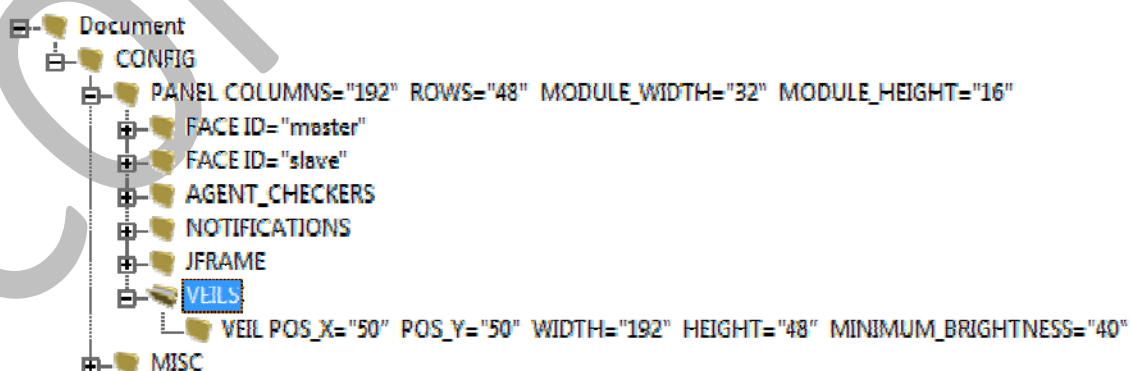 Document
CONFIG
PANEL COLUMNS="192" ROWS="48" MODULE_WIDTH="32" MODULE_HEIGHT="16"
FACE ID="master"
FACE ID="slave"
AGENT_CHECKERS
NOTIFICATIONS
JFRAME
VEILS
VEIL POS_X="50" POS_Y="50" WIDTH="192" HEIGHT="48" MINIMUM_BRIGHTNESS="40"
MISC